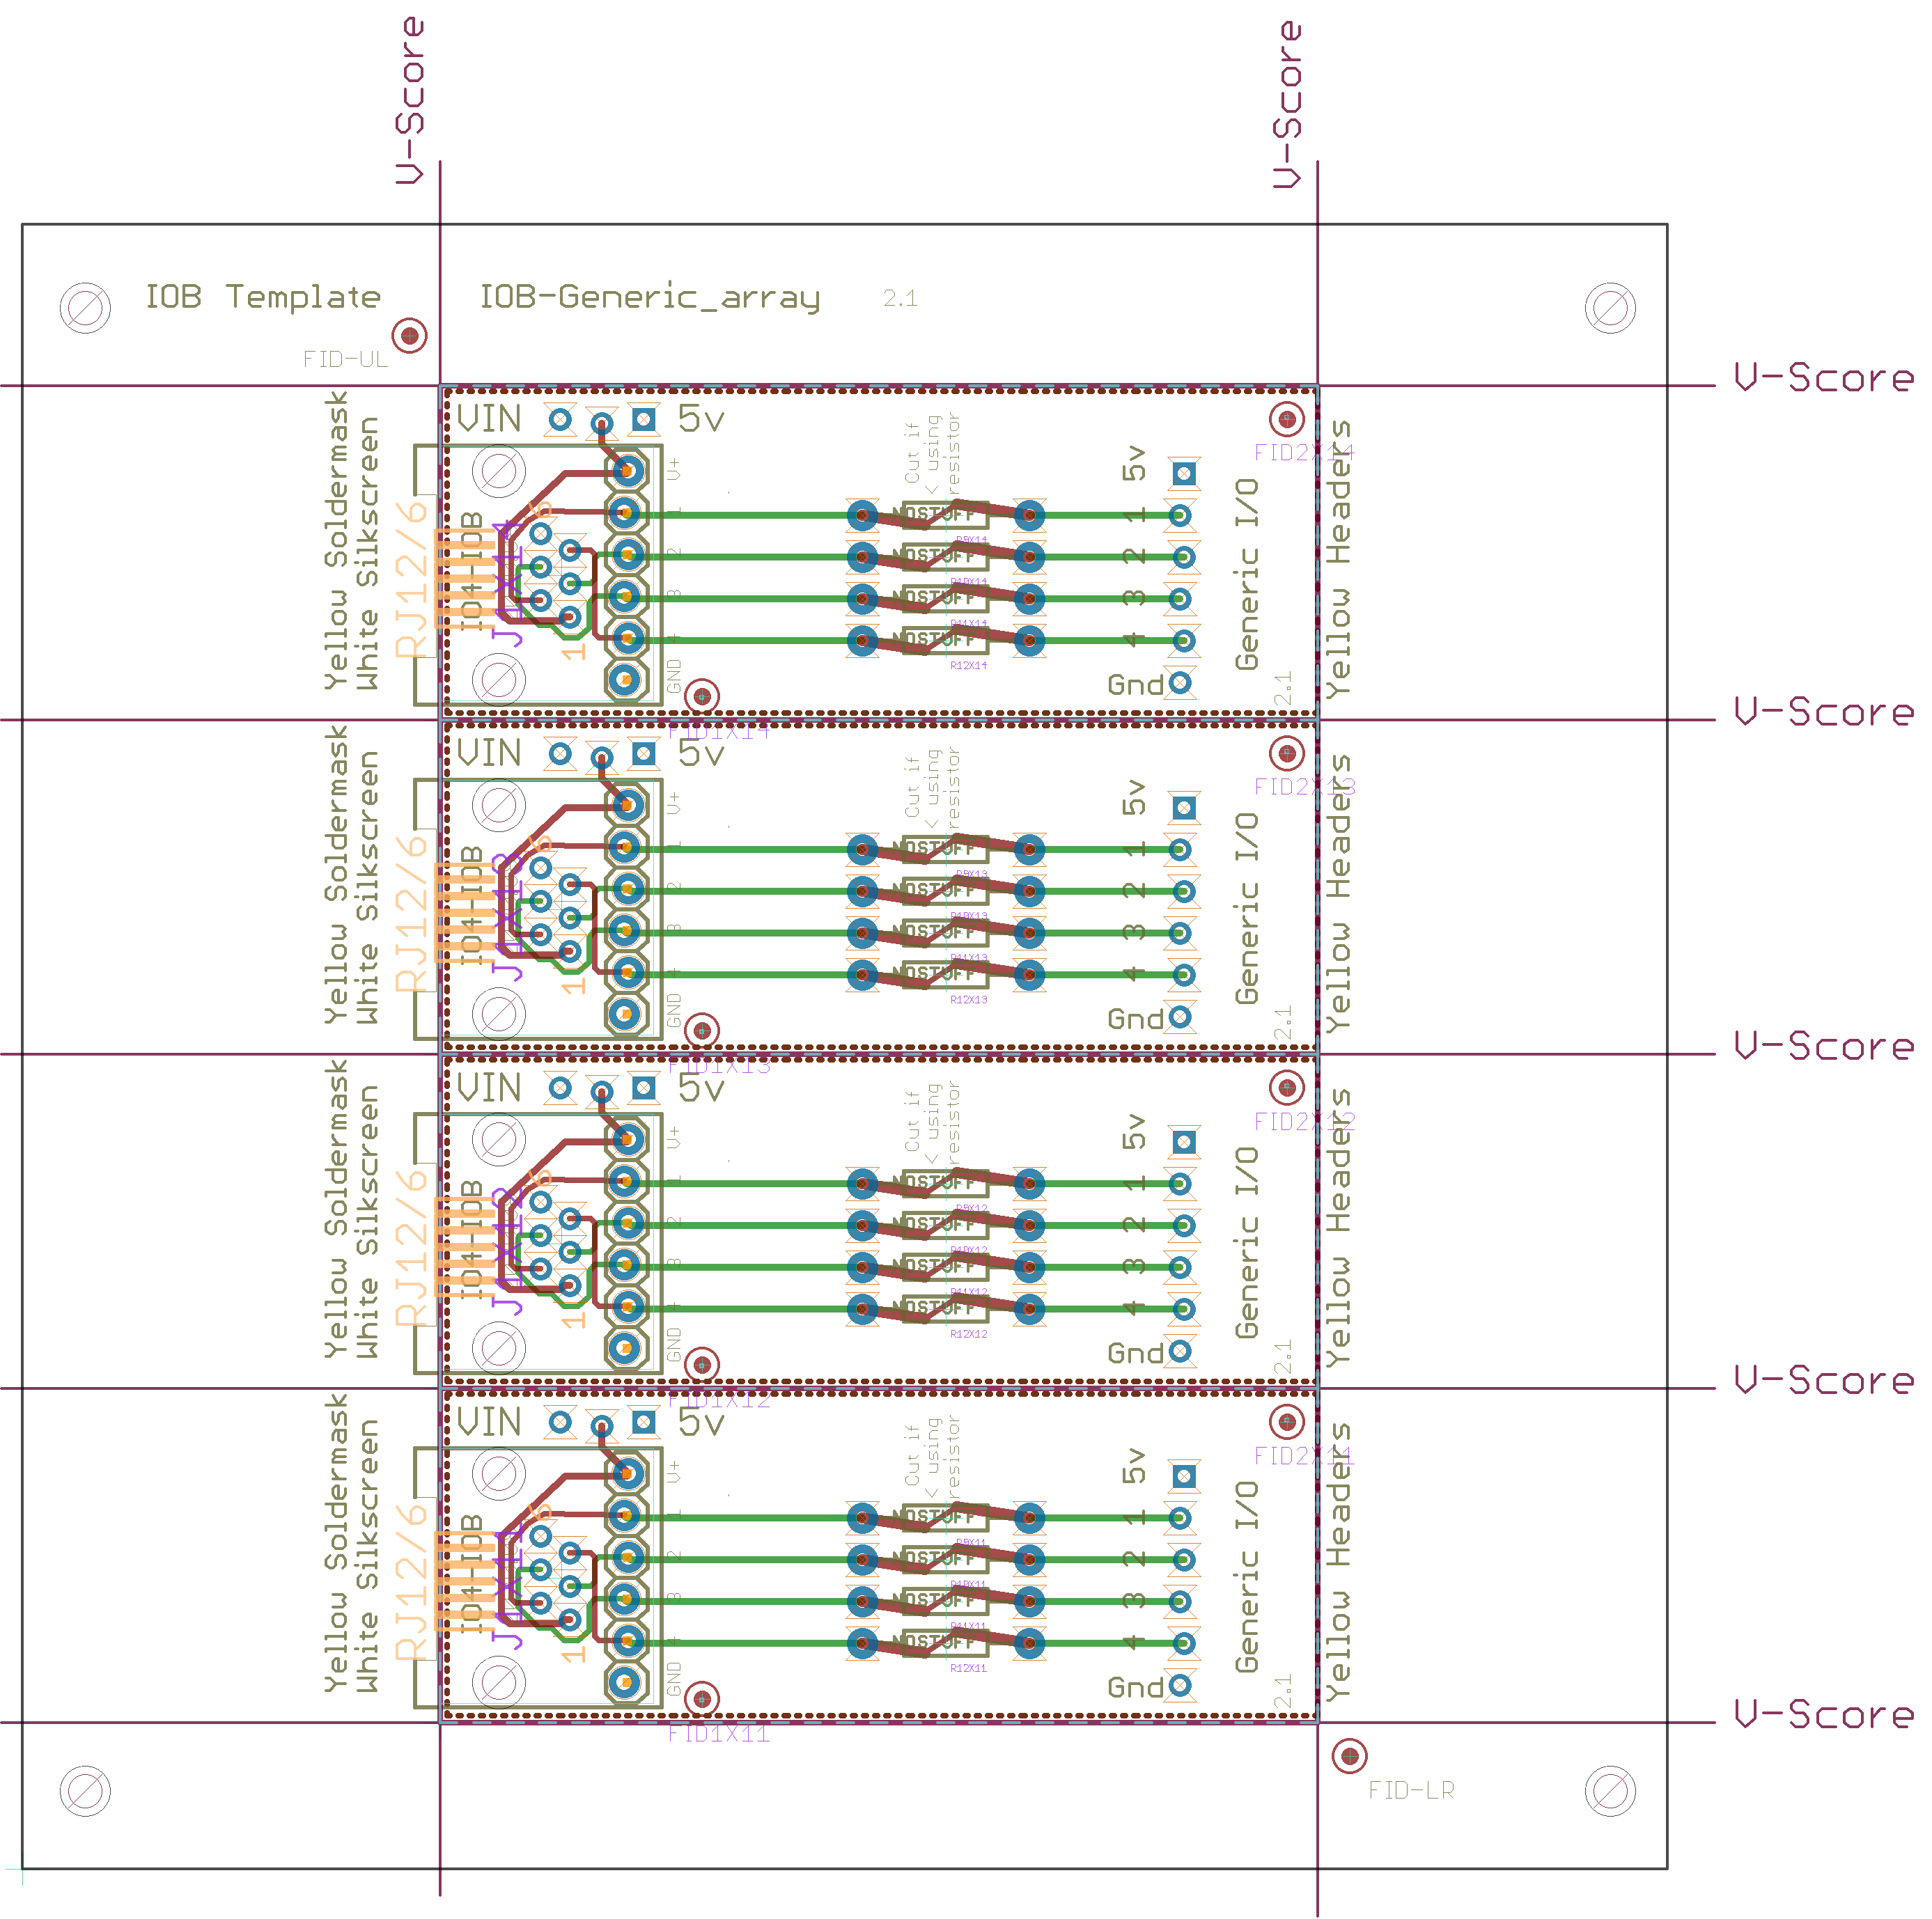 V-Score
V-Score
IOB Template
IOB-Generic_array
2.1
FID-UL
V-Score
VIN
5v
Yellow Soldermask
White Silkscreen
RJ12/6
IO4-IOB
6
1
V+
1
2
3
GND
Cut if
< using
resistor
NOSTUFF
R9X14
NOSTUFF
R10X14
NOSTUFF
R11X14
NOSTUFF
R12X14
5v
1
2
3
4
Gnd
Generic I/O
2.1
FID2X14
Yellow Headers
FID1X14
V-Score
VIN
5v
Yellow Soldermask
White Silkscreen
RJ12/6
IO4-IOB
6
1
V+
1
2
3
GND
Cut if
< using
resistor
NOSTUFF
R9X13
NOSTUFF
R10X13
NOSTUFF
R11X13
NOSTUFF
R12X13
5v
1
2
3
4
Gnd
Generic I/O
2.1
FID2X13
Yellow Headers
FID1X13
V-Score
VIN
5v
Yellow Soldermask
White Silkscreen
RJ12/6
IO4-IOB
6
1
V+
1
2
3
GND
Cut if
< using
resistor
NOSTUFF
R9X12
NOSTUFF
R10X12
NOSTUFF
R11X12
NOSTUFF
R12X12
5v
1
2
3
4
Gnd
Generic I/O
2.1
FID2X12
Yellow Headers
FID1X12
V-Score
VIN
5v
Yellow Soldermask
White Silkscreen
RJ12/6
IO4-IOB
6
1
V+
1
2
3
GND
Cut if
< using
resistor
NOSTUFF
R9X11
NOSTUFF
R10X11
NOSTUFF
R11X11
NOSTUFF
R12X11
5v
1
2
3
4
Gnd
Generic I/O
2.1
FID2X11
Yellow Headers
FID1X11
V-Score
FID-LR